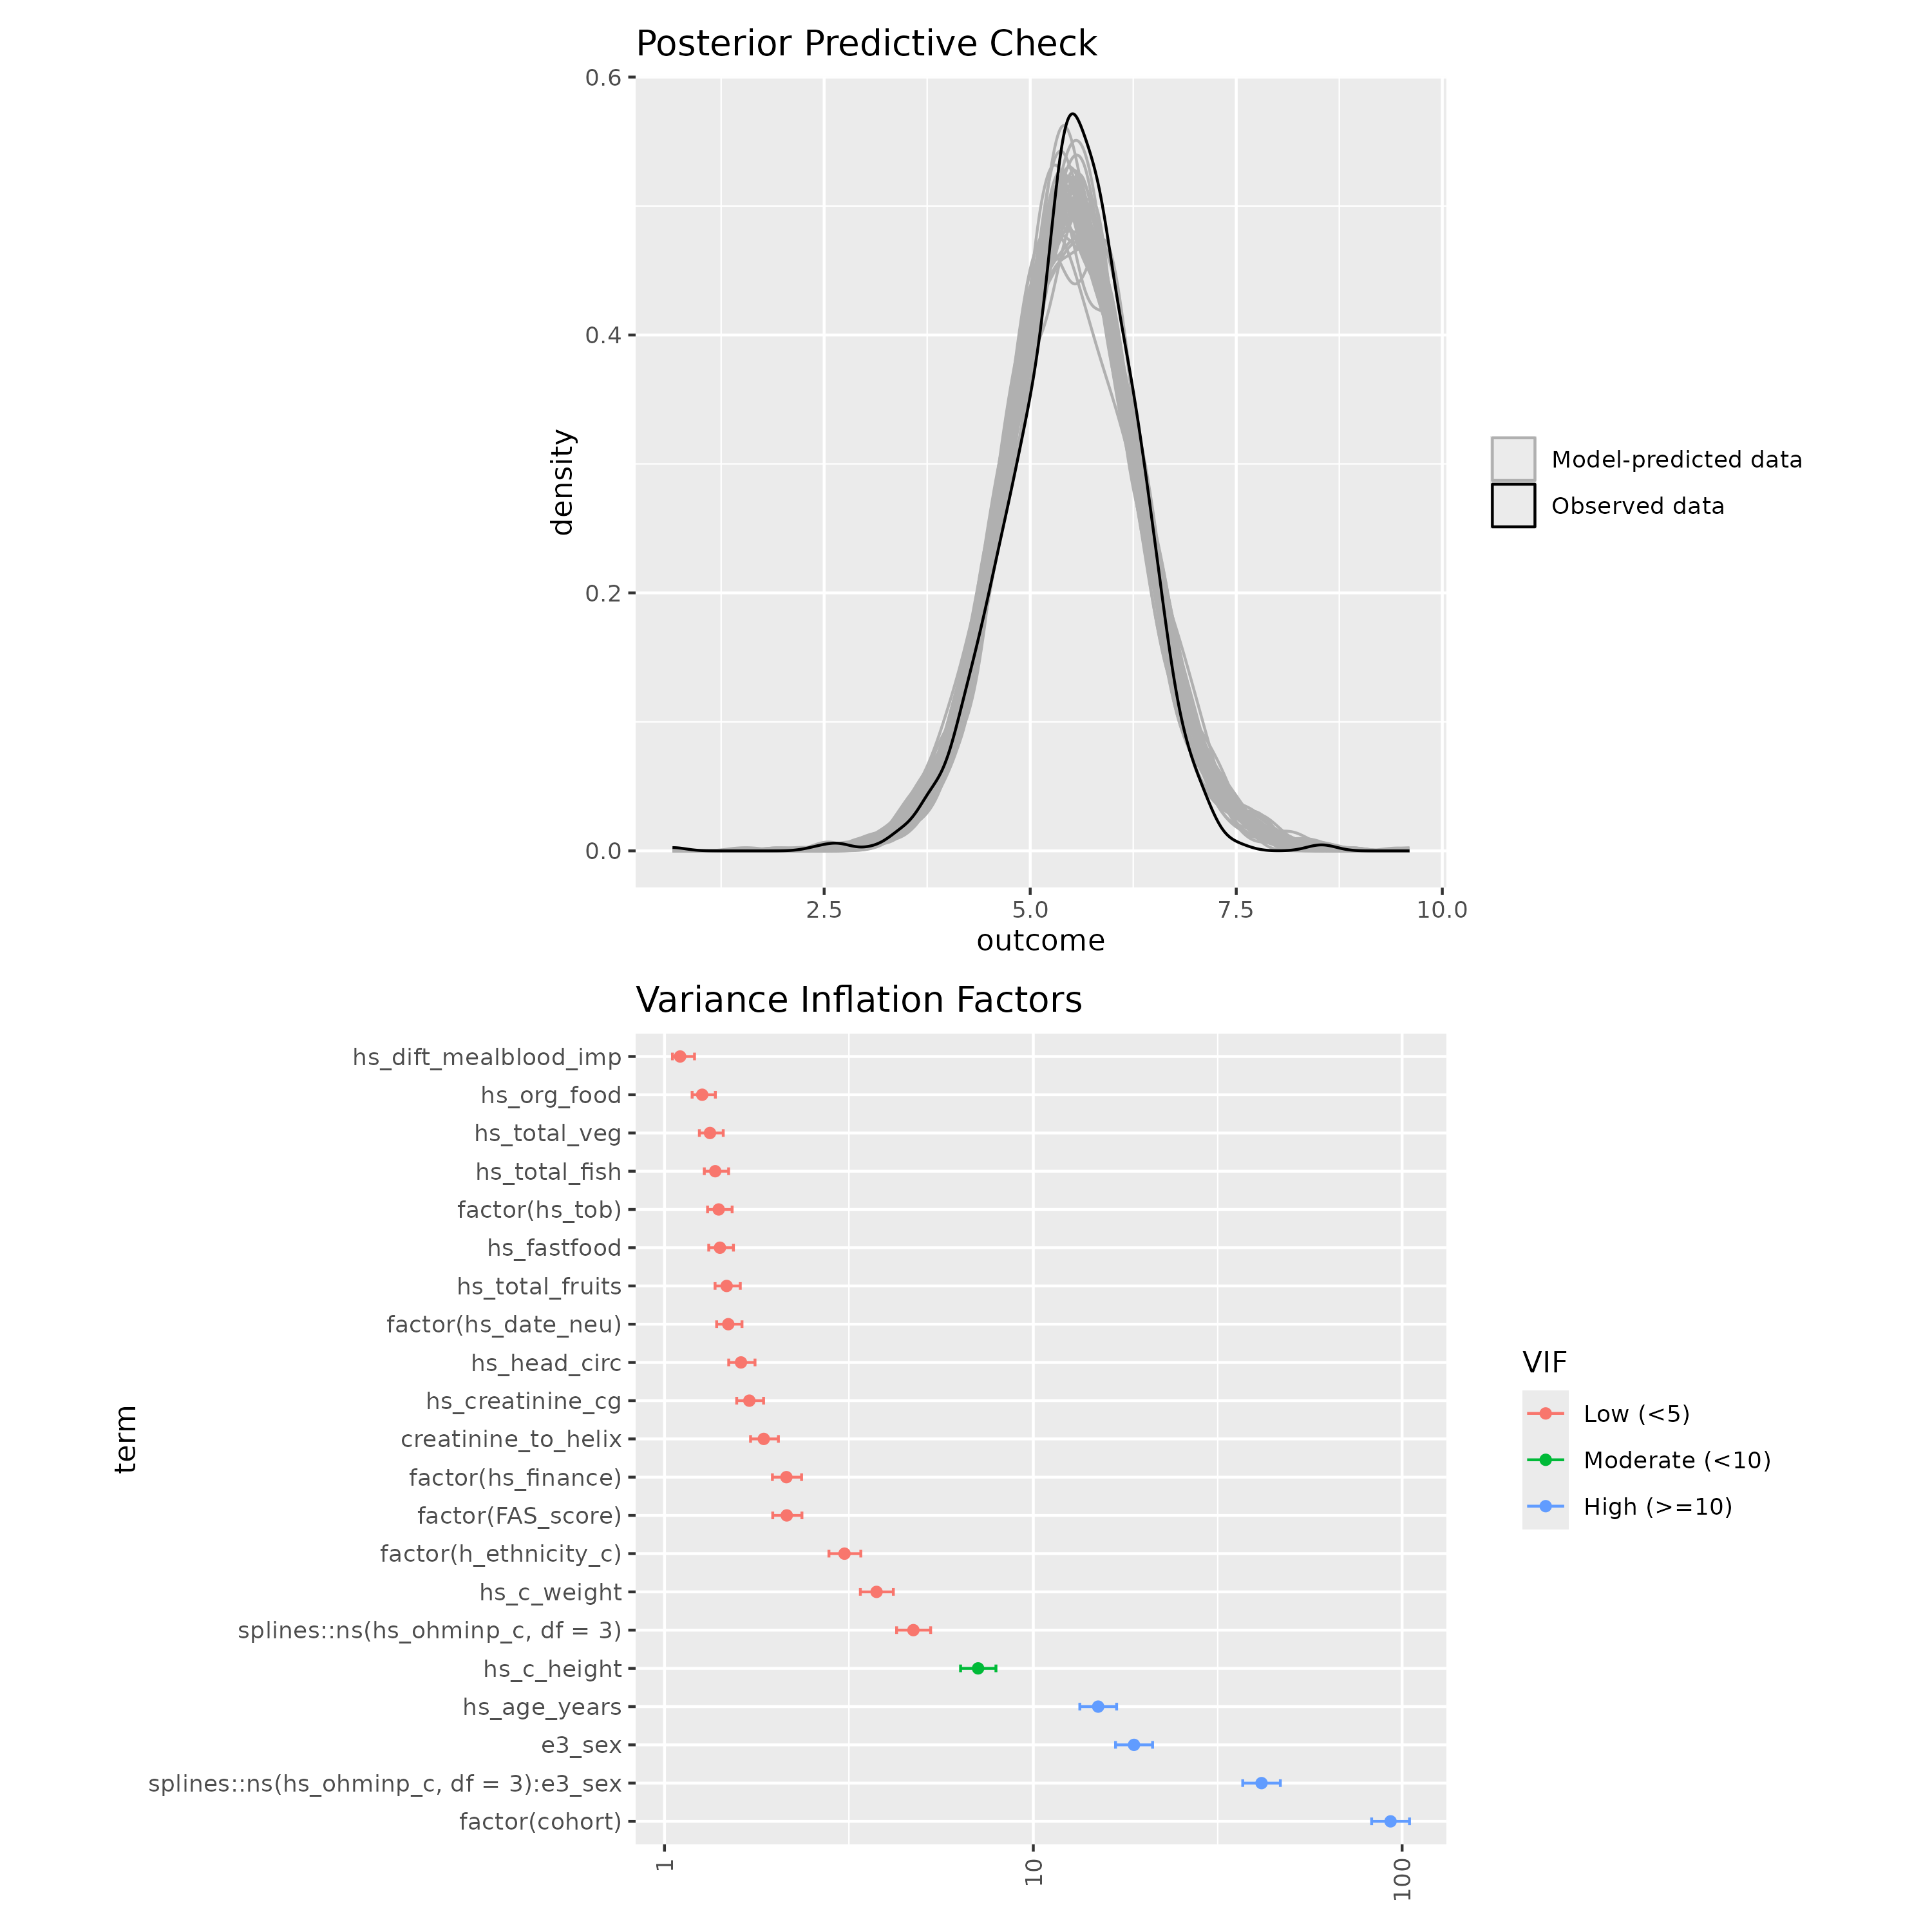 Posterior Predictive Check
0.6
0.4
0.2
0.0
density
2.5 5.0 7.5 10.0
outcome
Model-predicted data
Observed data
Variance Inflation Factors
term
hs_dift_mealblood_imp
hs_org_food
hs_total_veg
hs_total_fish
factor(hs_tob)
hs_fastfood
hs_total_fruits
factor(hs_date_neu)
hs_head_circ
hs_creatinine_cg
creatinine_to_helix
factor(hs_finance)
factor(FAS_score)
factor(h_ethnicity_c)
hs_c_weight
splines::ns(hs_ohminp_c, df = 3)
hs_c_height
hs_age_years
e3_sex
splines::ns(hs_ohminp_c, df = 3):e3_sex
factor(cohort)
1 10 100
VIF
Low (<5)
Moderate (<10)
High (>=10)